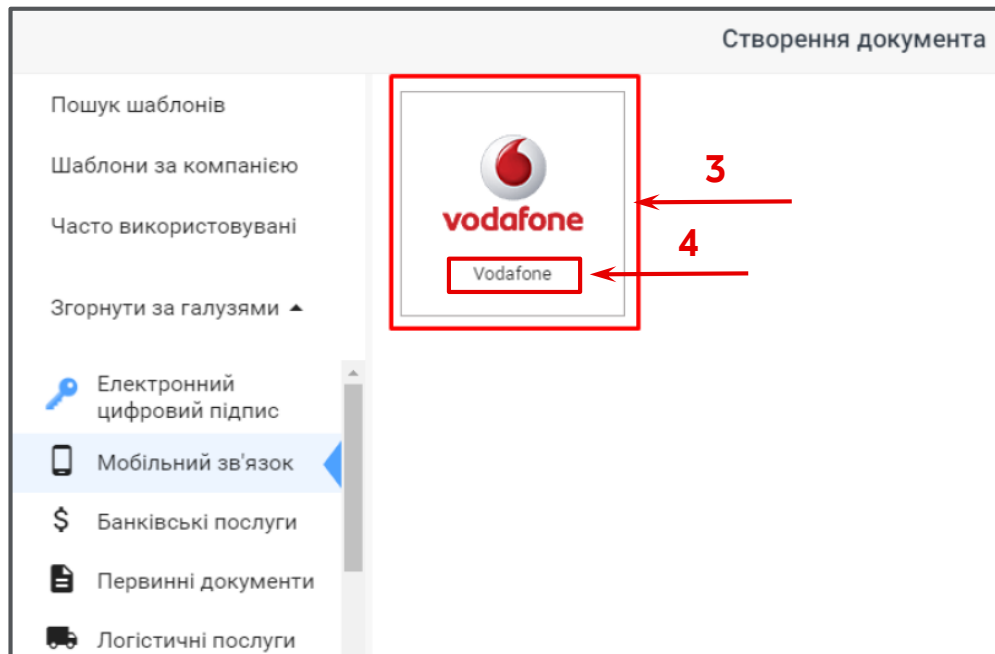 Створення документа
Пошук шаблонів
Шаблони за компанією
Часто використовувані
Згорнути за галузями
Електронний
цифровий підпис
Мобільний зв'язок
Банківські послуги
Первинні документи
Логістичні послуги
vodafone
Vodafone
3
4